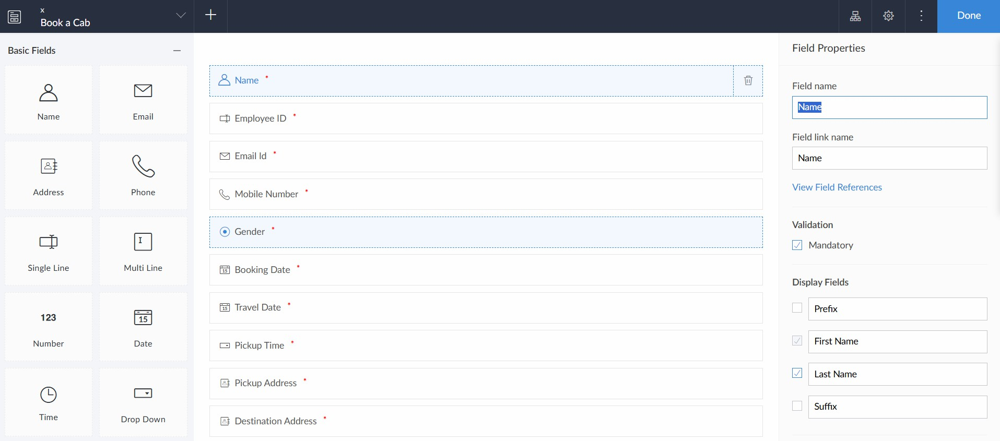 x
Book a Cab
Done
Basic Fields
Name
Email
Address
Phone
Single Line
Multi Line
123
Number
15
Date
Time
Drop Down
Name *
Employee ID *
Email Id *
Mobile Number *
Gender *
15 Booking Date *
15 Travel Date *
Pickup Time *
Pickup Address *
Destination Address *
Field Properties
Field name
Name
Field link name
Name
View Field References
Validation
Mandatory
Display Fields
Prefix
First Name
Last Name
Suffix